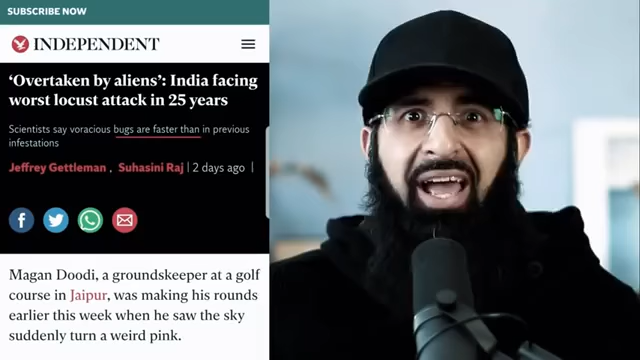 SUBSCRIBE NOW
INDEPENDENT
‘Overtaken by aliens’: India facing
worst locust attack in 25 years
Scientists say voracious bugs are faster than in previous
infestations
Jeffrey Gettleman , Suhasini Raj | 2 days ago |
Magan Doodi, a groundskeeper at a golf
course in Jaipur, was making his rounds
earlier this week when he saw the sky
suddenly turn a weird pink.